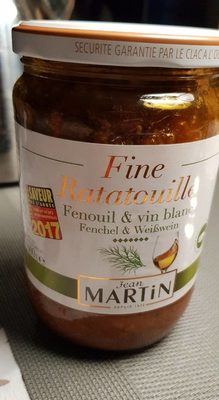 SECURITE GARANTIE PAR LE CLAC A L'O
Fine
Ratatouille
SAVEUR
2017
Fenouil & vin blanc
Fenchel & Weißwein
Jean
MARTiN